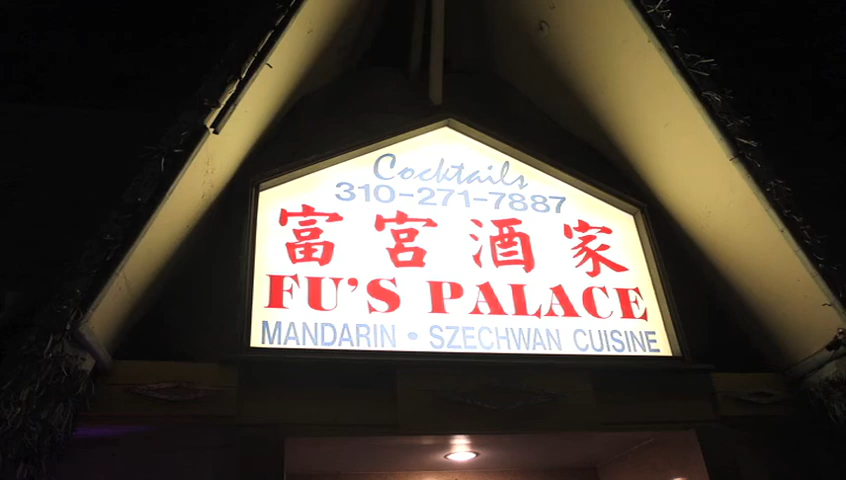 Cocktails
310-271-7887
富宮酒家
FU'S PALACE
MANDARIN • SZECHWAN CUISINE